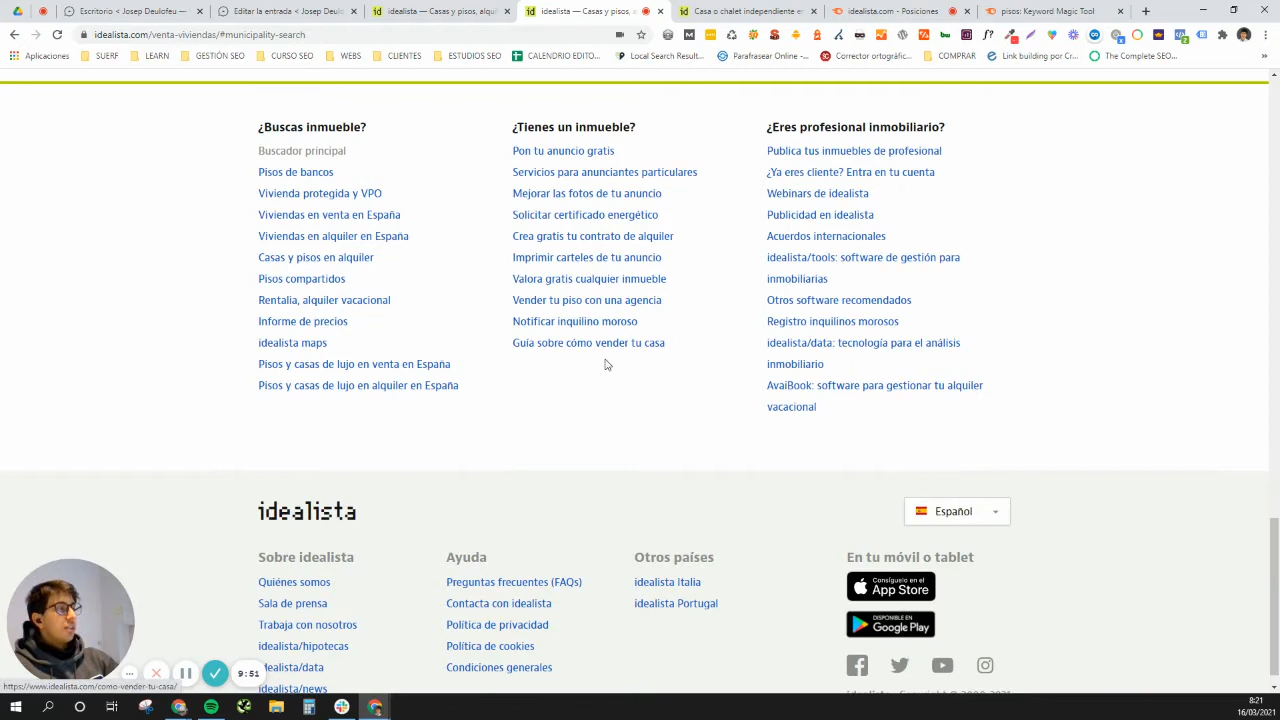 Enlaces › Josep Deulofeu
Editar la entrada "▷ Enlac
idealista — Casas y pisos, alqui
Casas y pis
Casa o chalet independie
idealista.com - Posiciones
pisos: Keyword Magic Tool
idealista.com/venta-viviendas/#municipality-search
Aplicaciones
SUERP
LEARN
GESTIÓN SEO
CURSO SEO
WEBS
CLIENTES
ESTUDIOS SEO
CALENDARIO EDITO...
Local Search Result...
Parafrasear Online -...
Corrector ortográfic...
COMPRAR
Link building por Cr...
The Complete SEO...
»
¿Buscas inmueble?
Buscador principal
Pisos de bancos
Vivienda protegida y VPO
Viviendas en venta en España
Viviendas en alquiler en España
Casas y pisos en alquiler
Pisos compartidos
Rentalia, alquiler vacacional
Informe de precios
idealista maps
Pisos y casas de lujo en venta en España
Pisos y casas de lujo en alquiler en España
¿Tienes un inmueble?
Pon tu anuncio gratis
Servicios para anunciantes particulares
Mejorar las fotos de tu anuncio
Solicitar certificado energético
Crea gratis tu contrato de alquiler
Imprimir carteles de tu anuncio
Valora gratis cualquier inmueble
Vender tu piso con una agencia
Notificar inquilino moroso
Guía sobre cómo vender tu casa
¿Eres profesional inmobiliario?
Publica tus inmuebles de profesional
¿Ya eres cliente? Entra en tu cuenta
Webinars de idealista
Publicidad en idealista
Acuerdos internacionales
idealista/tools: software de gestión para
inmobiliarias
Otros software recomendados
Registro inquilinos morosos
idealista/data: tecnología para el análisis
inmobiliario
AvaiBook: software para gestionar tu alquiler
vacacional
idealista
Español
Sobre idealista
Quiénes somos
Sala de prensa
Trabaja con nosotros
idealista/hipotecas
idealista/data
idealista/news
Ayuda
Preguntas frecuentes (FAQs)
Contacta con idealista
Política de privacidad
Política de cookies
Condiciones generales
Otros países
idealista Italia
idealista Portugal
En tu móvil o tablet
Consíguelo en el
App Store
DISPONIBLE EN
Google Play
9:51
https://www.idealista.com/como-vender-tu-casa/
8:21
16/03/2021